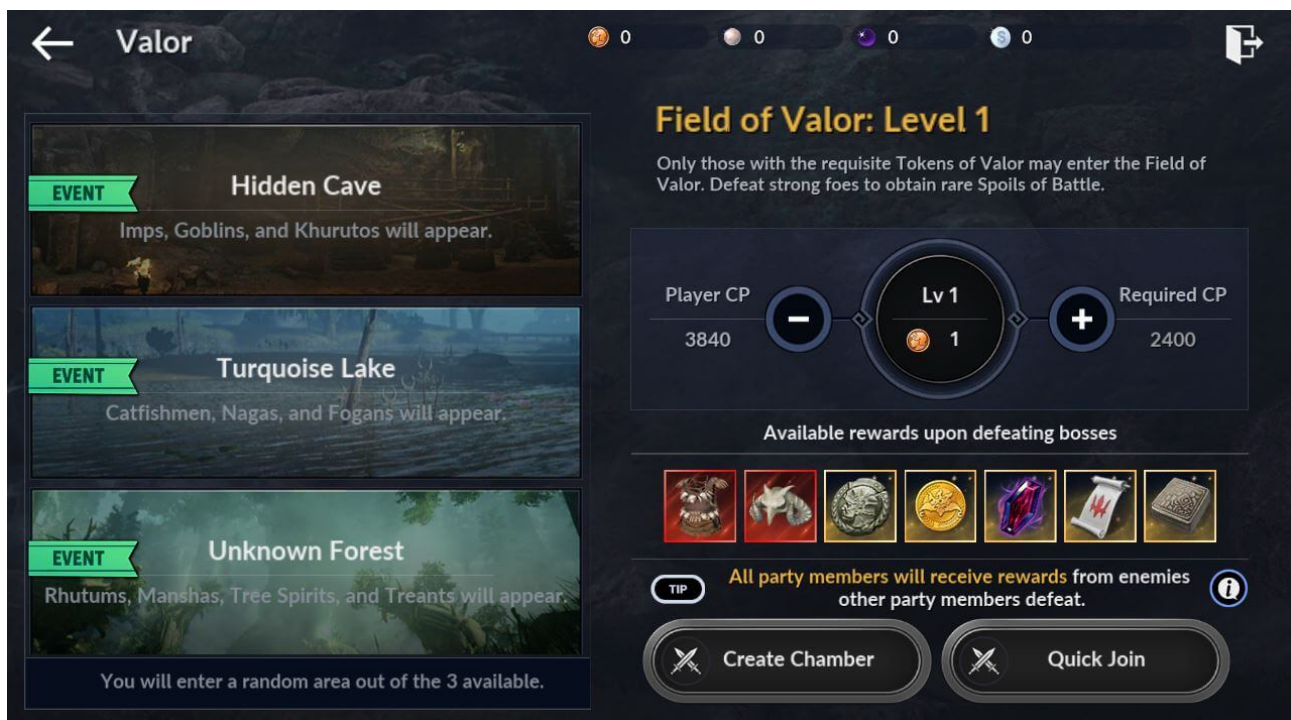 Valor
0
0
0
0
EVENT
Hidden Cave
Imps, Goblins, and Khurutos will appear.
EVENT
Turquoise Lake
Catfishmen, Nagas, and Fogans will appear.
EVENT
Unknown Forest
Rhutums, Manshas, Tree Spirits, and Treants will appear.
You will enter a random area out of the 3 available.
Field of Valor: Level 1
Only those with the requisite Tokens of Valor may enter the Field of
Valor. Defeat strong foes to obtain rare Spoils of Battle.
Player CP
3840
Lv 1
1
Required CP
2400
Available rewards upon defeating bosses
TIP
All party members will receive rewards from enemies
other party members defeat.
Create Chamber
Quick Join